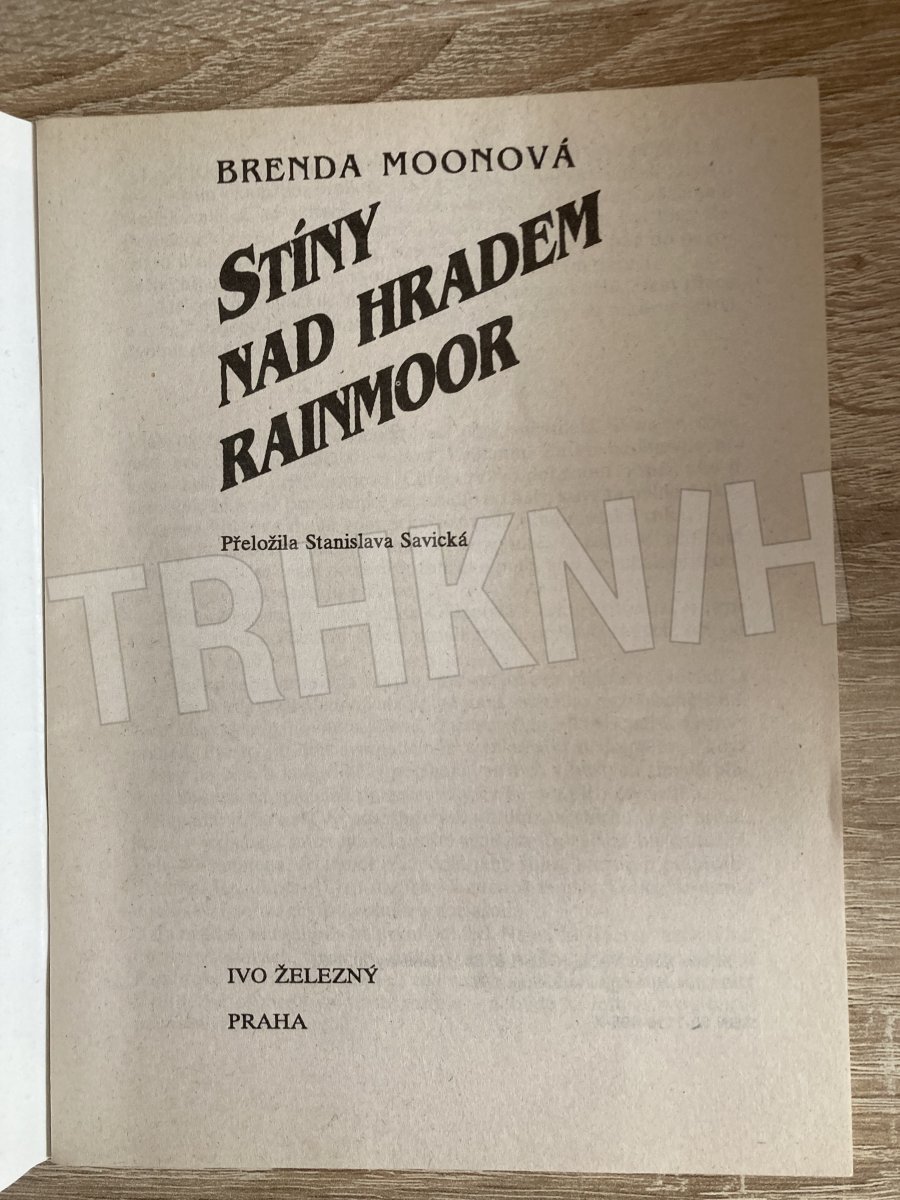 BRENDA MOONOVÁ
STÍNY
NAD HRADEM
RAINMOOR
Přeložila Stanislava Savická
TRHKNIH
IVO ŽELEZNÝ
PRAHA